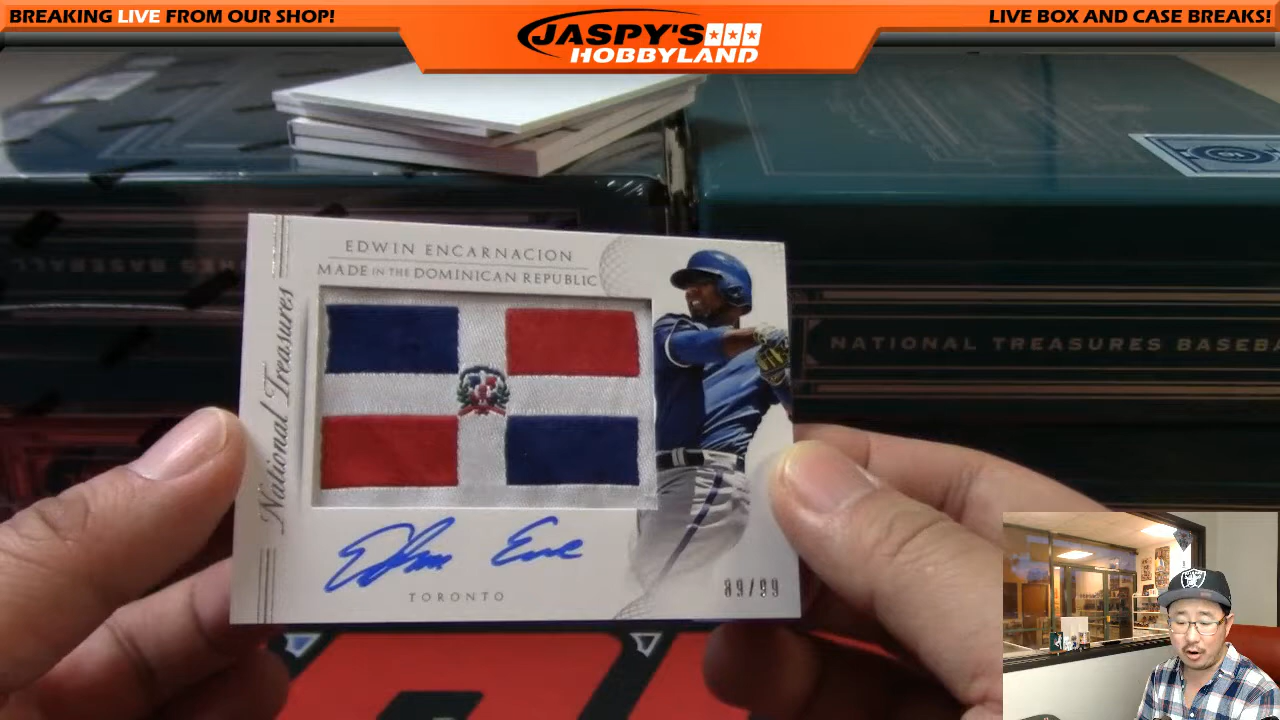 BREAKING LIVE FROM OUR SHOP!
JASPY'S
HOBBYLAND
LIVE BOX AND CASE BREAKS!
EDWIN ENCARNACION
MADE IN THE DOMINICAN REPUBLIC
National Treasures
TORONTO
89/99
NATIONAL TREASURES BASEBA